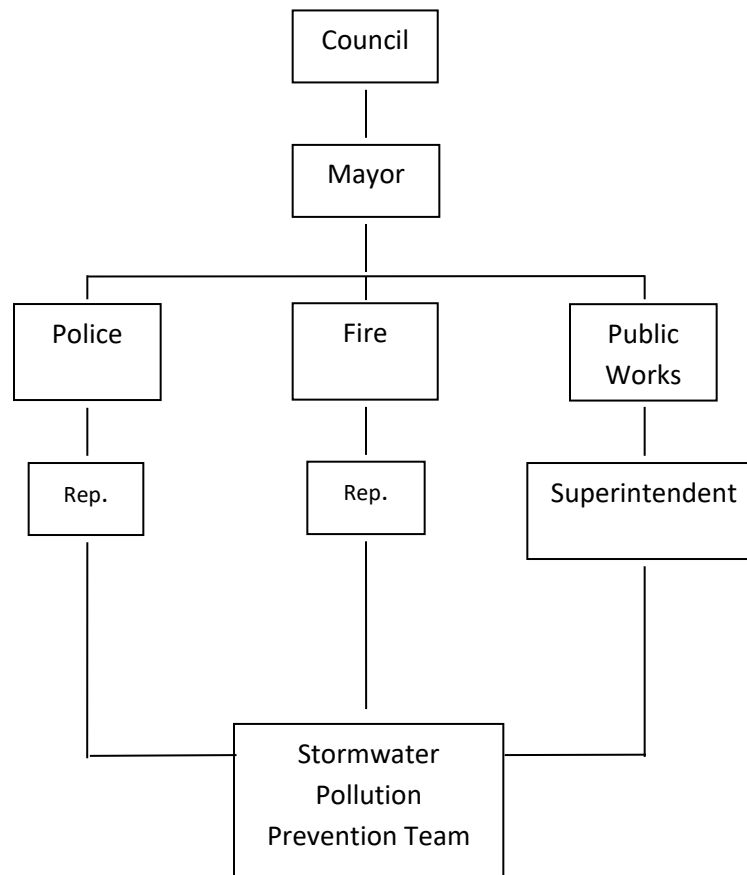 Council
Mayor
Police
Fire
Public
Works
Rep.
Rep.
Superintendent
Stormwater
Pollution
Prevention Team